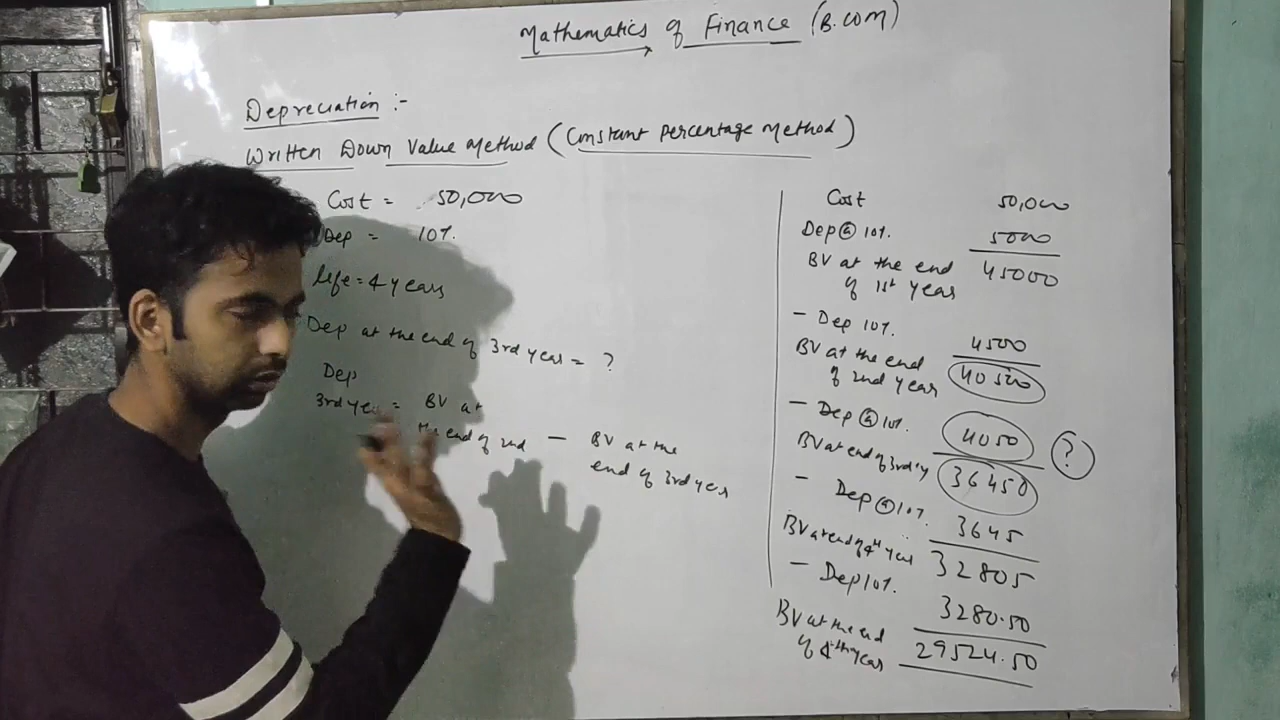 Mathematics of Finance (B.COM)
Depreciation :-
Written Down Value Method (Constant Percentage Method)
Cost = 50,000
Dep = 10%.
life = 4 years
Dep at the end of 3rd year = ?
Dep
3rd year = BV at
the end of 2nd — BV at the
end of 3rd year
Cost 50,000
Dep @ 10%. 5000
BV at the end 45000
of 1st years
- Dep 10%. 4500
BV at the end 40500
of 2nd years
- Dep @ 10%. 4050 ?
BV at end of 3rd y 36450
- Dep @ 10%. 3645
BV at end of 4th year 32805
- Dep 10%. 3280.50
BV at the end 29524.50
of years